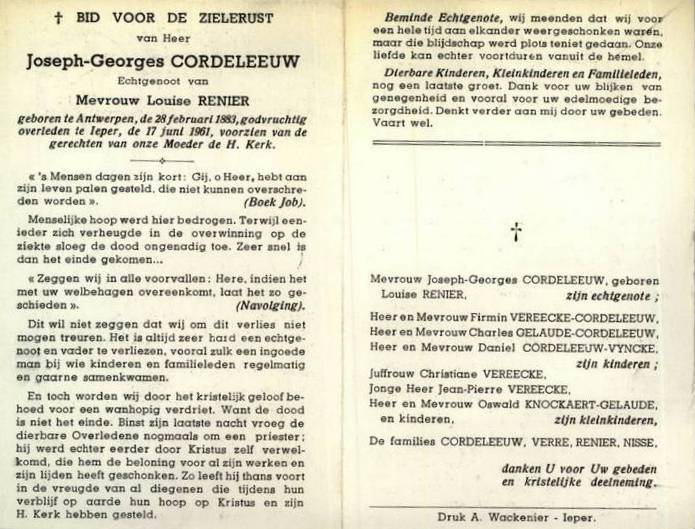 † BID VOOR DE ZIELERUST
van Heer
Joseph-Georges CORDELEEUW
Echtgenoot van
Mevrouw Louise RENIER
geboren te Antwerpen, de 28 februari 1883, godvruchtig
overleden te Ieper, de 17 juni 1961, voorzien van de
gerechten van onze Moeder de H. Kerk.
« 's Mensen dagen zijn kort: Gij, o Heer, hebt aan
zijn leven palen gesteld, die niet kunnen overschre-
den worden ». (Boek Job).
Menselijke hoop werd hier bedrogen. Terwijl een-
ieder zich verheugde in de overwinning op de
ziekte sloeg de dood ongenadig toe. Zeer snel is
dan het einde gekomen...
« Zeggen wij in alle voorvallen: Here, indien het
met uw welbehagen overeenkomt, laat het zo ge-
schieden ». (Navolging).
Dit wil niet zeggen dat wij om dit verlies niet
mogen treuren. Het is altijd zeer hard een echtge-
noot en vader te verliezen, vooral zulk een ingoede
man bij wie kinderen en familieleden regelmatig
en gaarne samenkwamen.
En toch worden wij door het kristelijk geloof be-
hoed voor een wanhopig verdriet. Want de dood
is niet het einde. Binst zijn laatste nacht vroeg de
dierbare Overledene nogmaals om een priester;
hij werd echter eerder door Kristus zelf verwel-
komd, die hem de beloning voor al zijn werken en
zijn lijden heeft geschonken. Zo leeft hij thans voort
in de vreugde van al diegenen die tijdens hun
verblijf op aarde hun hoop op Kristus en zijn
H. Kerk hebben gesteld.
Beminde Echtgenote, wij meenden dat wij voor
een hele tijd aan elkander weergeschonken waren,
maar die blijdschap werd plots teniet gedaan. Onze
liefde kan echter voortduren vanuit de hemel.
Dierbare Kinderen, Kleinkinderen en Familieleden,
nog een laatste groet. Dank voor uw blijken van
genegenheid en vooral voor uw edelmoedige be-
zorgdheid. Denkt verder aan mij door uw gebeden.
Vaart wel.
†
Mevrouw Joseph-Georges CORDELEEUW, geboren
Louise RENIER, zijn echtgenote;
Heer en Mevrouw Firmin VEREECKE-CORDELEEUW,
Heer en Mevrouw Charles GELAUDE-CORDELEEUW,
Heer en Mevrouw Daniel CORDELEEUW-VYNCKE,
zijn kinderen;
Juffrouw Christiane VEREECKE,
Jonge Heer Jean-Pierre VEREECKE,
Heer en Mevrouw Oswald KNOCKAERT-GELAUDE,
en kinderen, zijn kleinkinderen,
De families CORDELEEUW, VERRE, RENIER, NISSE,
danken U voor Uw gebeden
en kristelijke deelneming.
Druk A. Wackenier - Ieper.